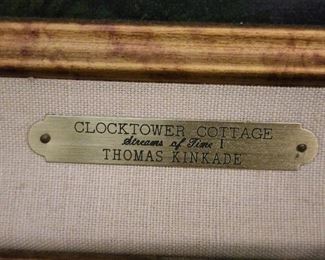 CLOCKTOWER COTTAGE
Streams of Time I
THOMAS KINKADE